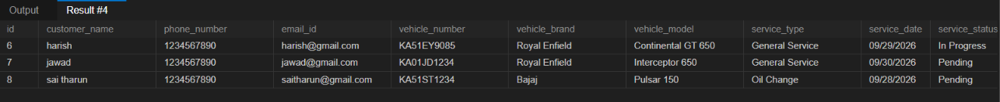 Output Result #4
id customer_name phone_number email_id vehicle_number vehicle_brand vehicle_model service_type service_date service_status
6 harish 1234567890 harish@gmail.com KA51EY9085 Royal Enfield Continental GT 650 General Service 09/29/2026 In Progress
7 jawad 1234567890 jawad@gmail.com KA01JD1234 Royal Enfield Interceptor 650 General Service 09/30/2026 Pending
8 sai tharun 1234567890 saitharun@gmail.com KA51ST1234 Bajaj Pulsar 150 Oil Change 09/28/2026 Pending